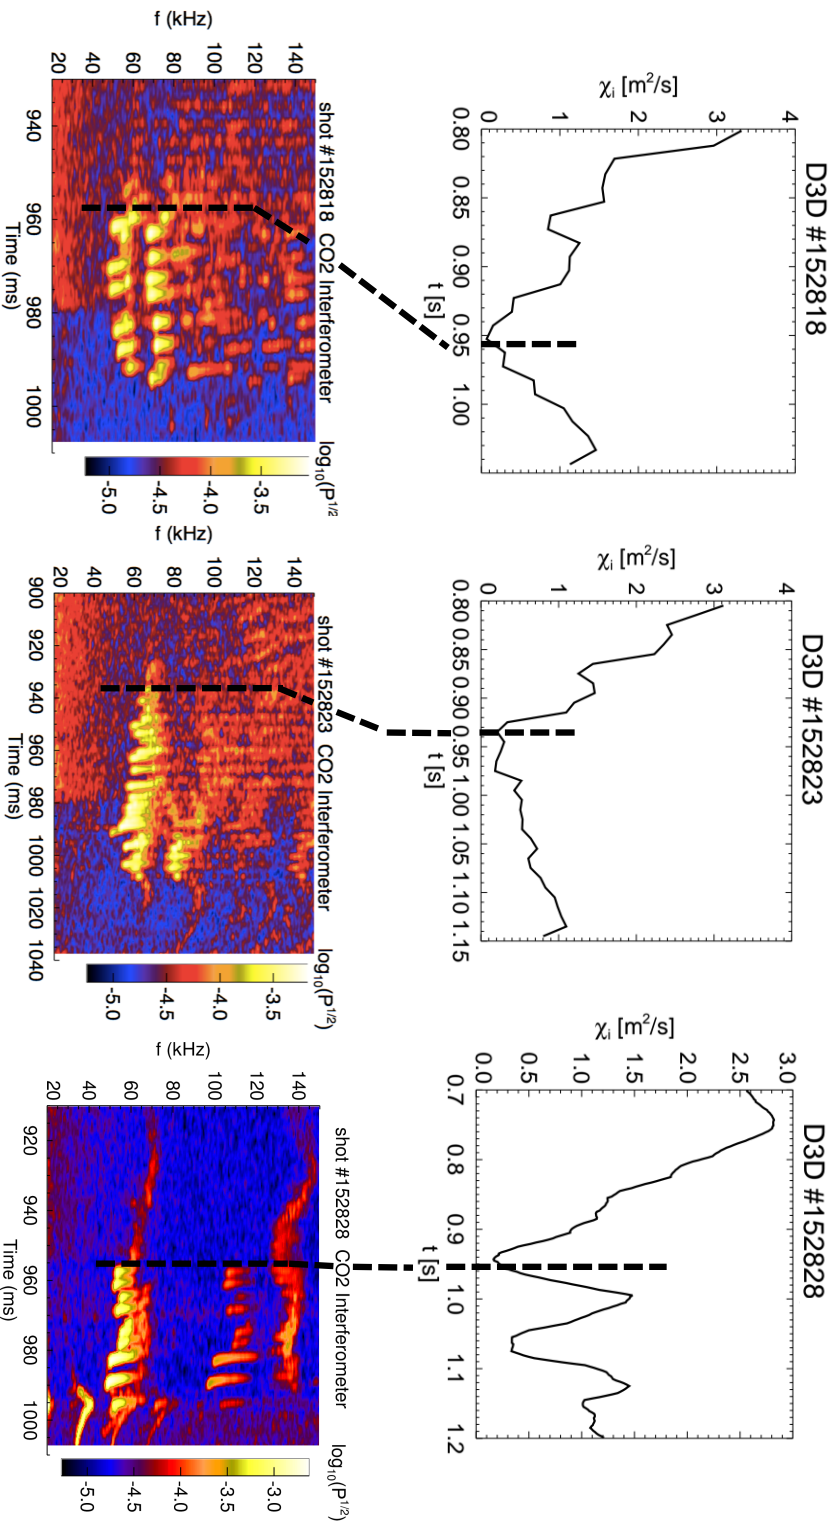 D3D #152818
χi [m²/s]
4
3
2
1
0
0.80 0.85 0.90 0.95 1.00
t [s]
D3D #152823
χi [m²/s]
4
3
2
1
0
0.80 0.85 0.90 0.95 1.00 1.05 1.10 1.15
t [s]
D3D #152828
χi [m²/s]
3.0
2.5
2.0
1.5
1.0
0.5
0.0
0.7 0.8 0.9 1.0 1.1 1.2
t [s]
shot #152818 CO2 Interferometer
log₁₀(P^1/2
f (kHz)
140
120
100
80
60
40
20
940 960 980 1000
Time (ms)
-3.5
-4.0
-4.5
-5.0
shot #152823 CO2 Interferometer
log₁₀(P^1/2)
f (kHz)
140
120
100
80
60
40
20
900 920 940 960 980 1000 1020 1040
Time (ms)
-3.5
-4.0
-4.5
-5.0
shot #152828 CO2 Interferometer
log₁₀(P^1/2)
f (kHz)
140
120
100
80
60
40
20
920 940 960 980 1000
Time (ms)
-3.0
-3.5
-4.0
-4.5
-5.0